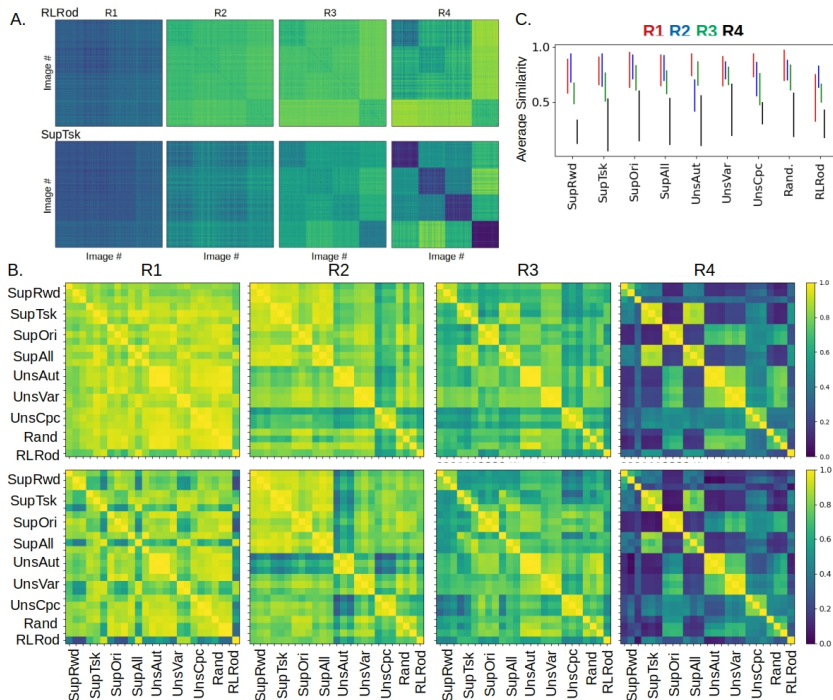 A.
RLRod
R1 R2 R3 R4
Image #
SupTsk
Image #
Image # Image # Image # Image #
C.
R1 R2 R3 R4
Average Similarity
1.0
0.5
SupRwd SupTsk SupOri SupAll UnsAut UnsVar UnsCpc Rand. RLRod
B.
R1 R2 R3 R4
SupRwd
SupTsk
SupOri
SupAll
UnsAut
UnsVar
UnsCpc
Rand
RLRod
1.0
0.8
0.6
0.4
0.2
0.0
SupRwd
SupTsk
SupOri
SupAll
UnsAut
UnsVar
UnsCpc
Rand
RLRod
1.0
0.8
0.6
0.4
0.2
0.0
SupRwd SupTsk SupOri SupAll UnsAut UnsVar UnsCpc Rand RLRod SupRwd SupTsk SupOri SupAll UnsAut UnsVar UnsCpc Rand RLRod SupRwd SupTsk SupOri SupAll UnsAut UnsVar UnsCpc Rand RLRod SupRwd SupTsk SupOri SupAll UnsAut UnsVar UnsCpc Rand RLRod